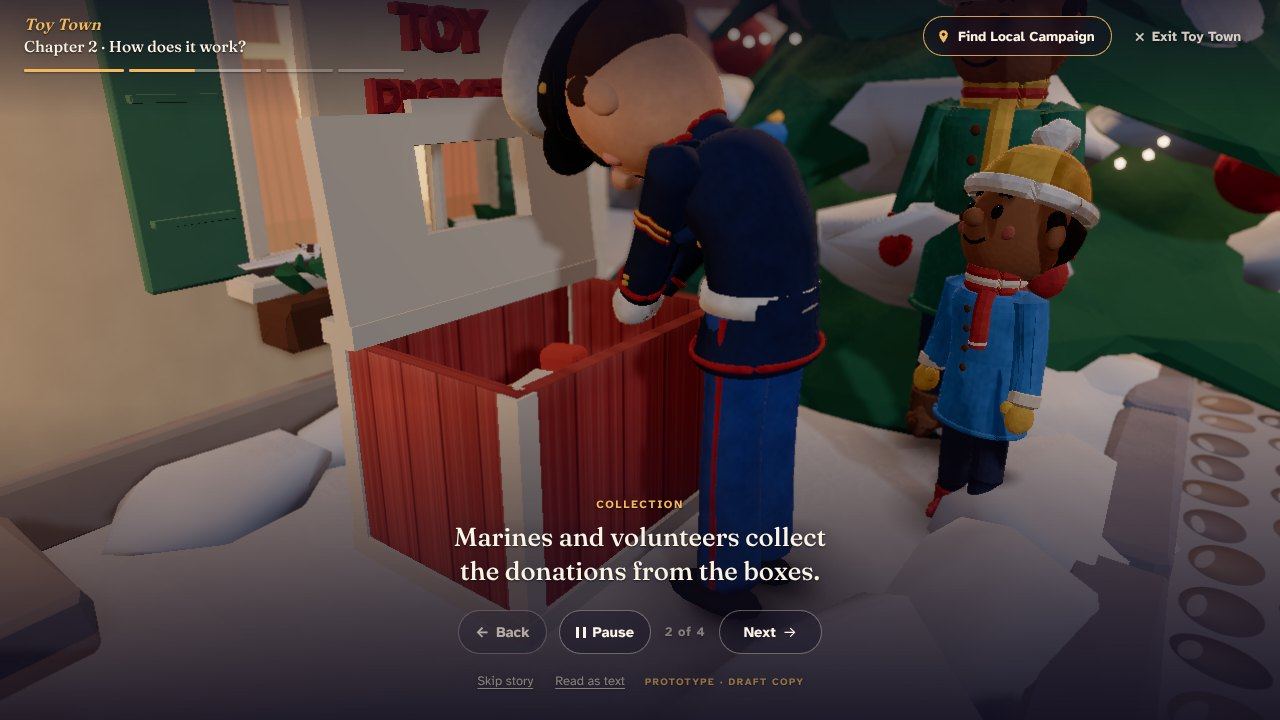 Toy Town
Chapter 2 · How does it work?
Find Local Campaign
× Exit Toy Town
TOY
COLLECTION
Marines and volunteers collect
the donations from the boxes.
← Back
Pause
2 of 4
Next →
Skip story
Read as text
PROTOTYPE · DRAFT COPY